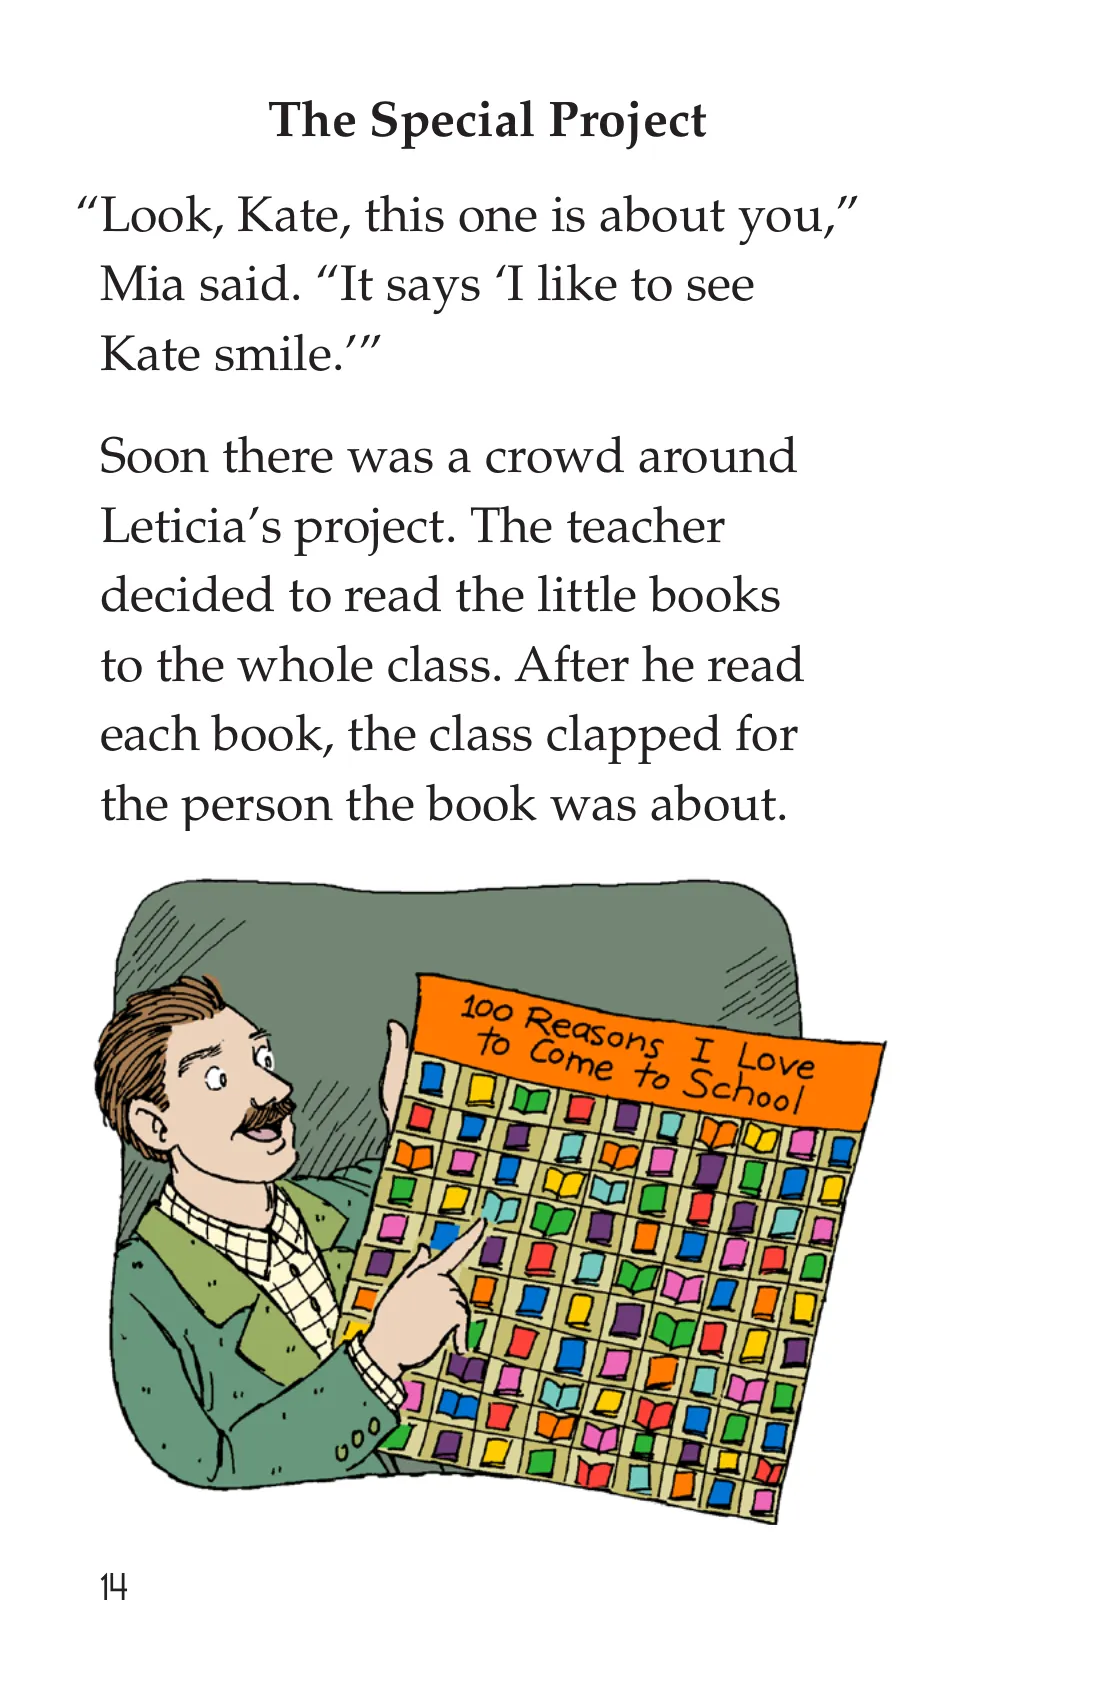 The Special Project
“Look, Kate, this one is about you,”
Mia said. “It says ‘I like to see
Kate smile.’”
Soon there was a crowd around
Leticia’s project. The teacher
decided to read the little books
to the whole class. After he read
each book, the class clapped for
the person the book was about.
100 Reasons I Love
to Come to School
14